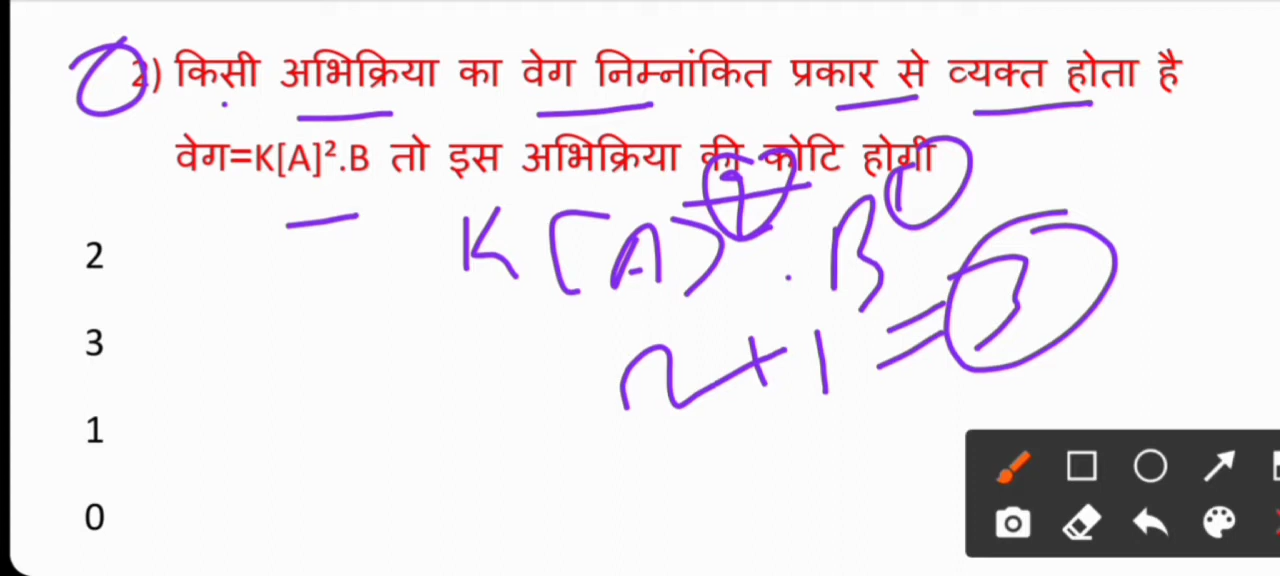 2) किसी अभिक्रिया का वेग निम्नांकित प्रकार से व्यक्त होता है
वेग=K[A]².B तो इस अभिक्रिया की कोटि होगी
K[A]² . B¹
2
2+1=3
3
1
0